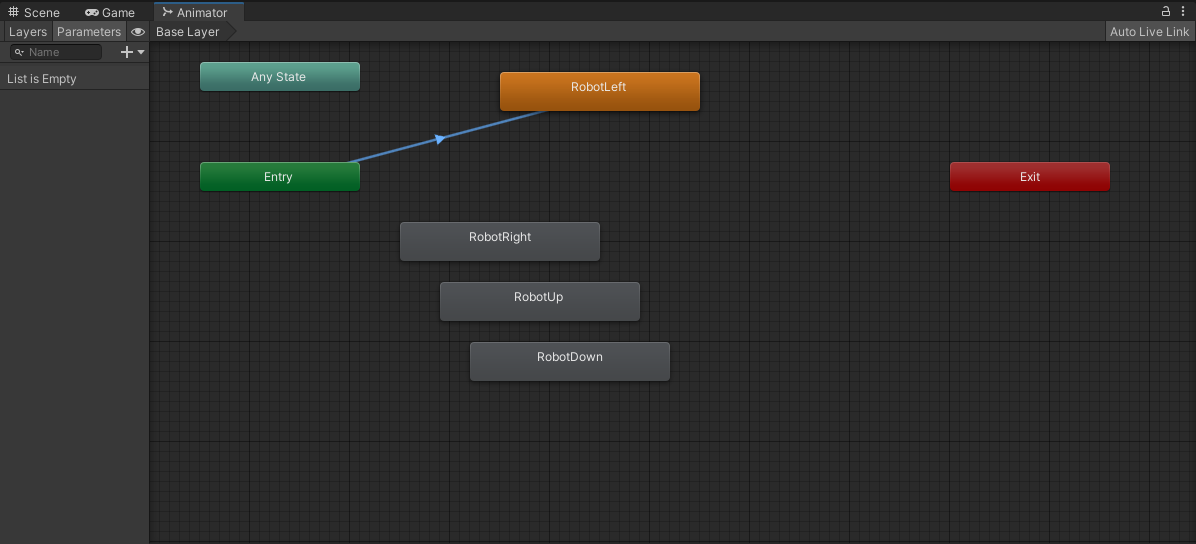 Scene Game Animator
Layers Parameters Base Layer Auto Live Link
Name
List is Empty
Any State
RobotLeft
Entry
Exit
RobotRight
RobotUp
RobotDown